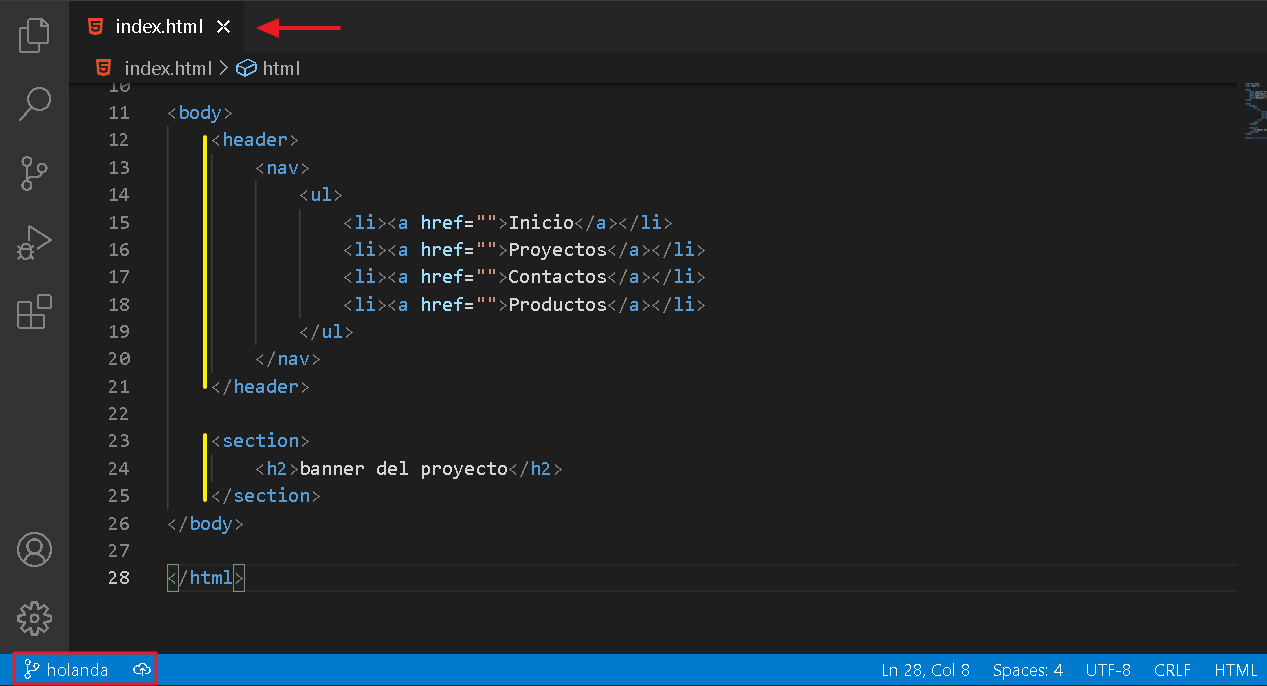 index.html
index.html > html
10
11 <body>
12 <header>
13 <nav>
14 <ul>
15 <li><a href="">Inicio</a></li>
16 <li><a href="">Proyectos</a></li>
17 <li><a href="">Contactos</a></li>
18 <li><a href="">Productos</a></li>
19 </ul>
20 </nav>
21 </header>
22
23 <section>
24 <h2>banner del proyecto</h2>
25 </section>
26 </body>
27
28 </html>
holanda Ln 28, Col 8 Spaces: 4 UTF-8 CRLF HTML